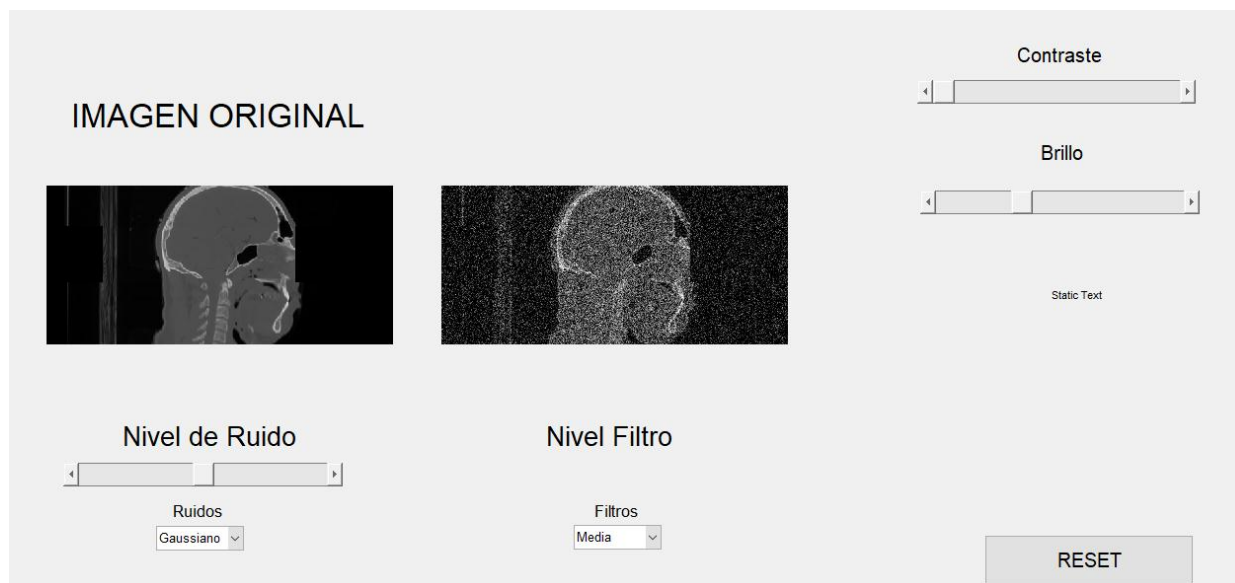 Contraste
IMAGEN ORIGINAL
Brillo
Static Text
Nivel de Ruido
Nivel Filtro
Ruidos
Filtros
Gaussiano
Media
RESET